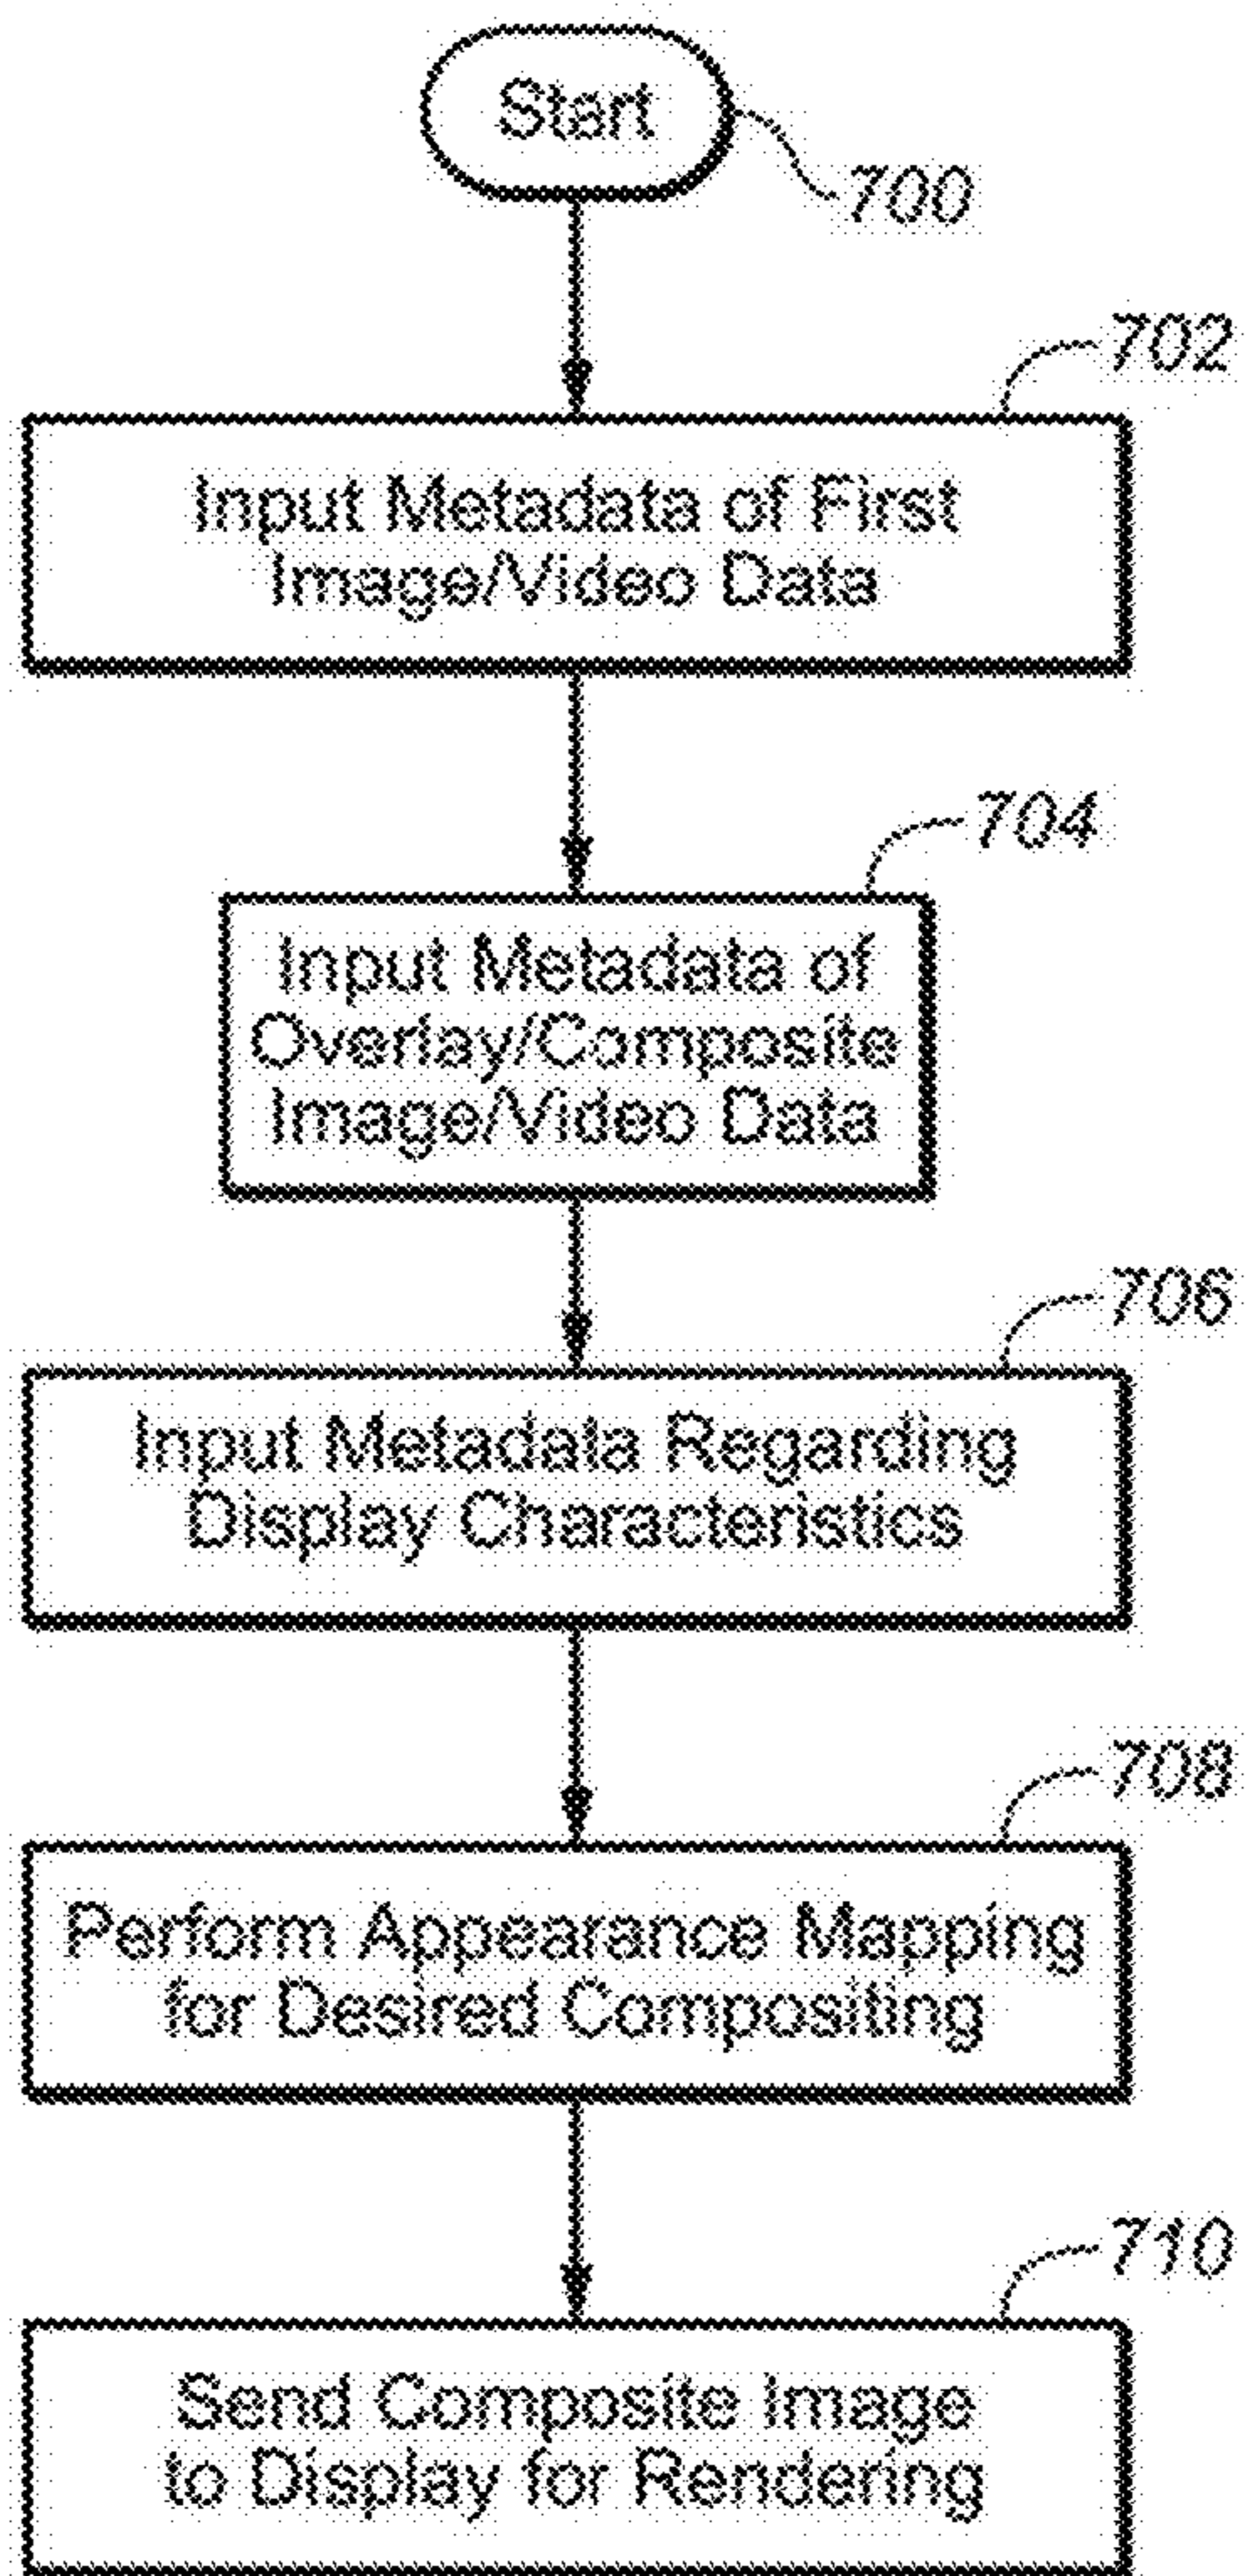 Start
700
702
Input Metadata of First
Image/Video Data
704
Input Metadata of
Overlay/Composite
Image/Video Data
706
Input Metadata Regarding
Display Characteristics
708
Perform Appearance Mapping
for Desired Compositing
710
Send Composite Image
to Display for Rendering